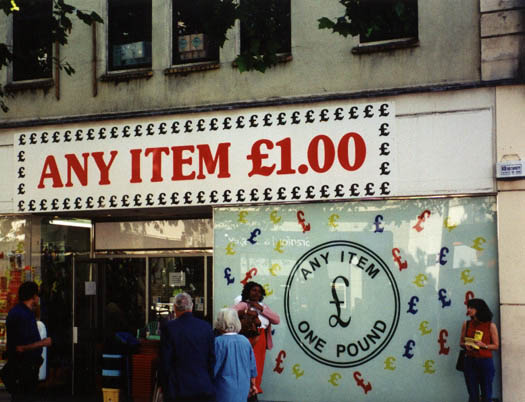 ANY ITEM £1.00
ANY ITEM
£
ONE POUND